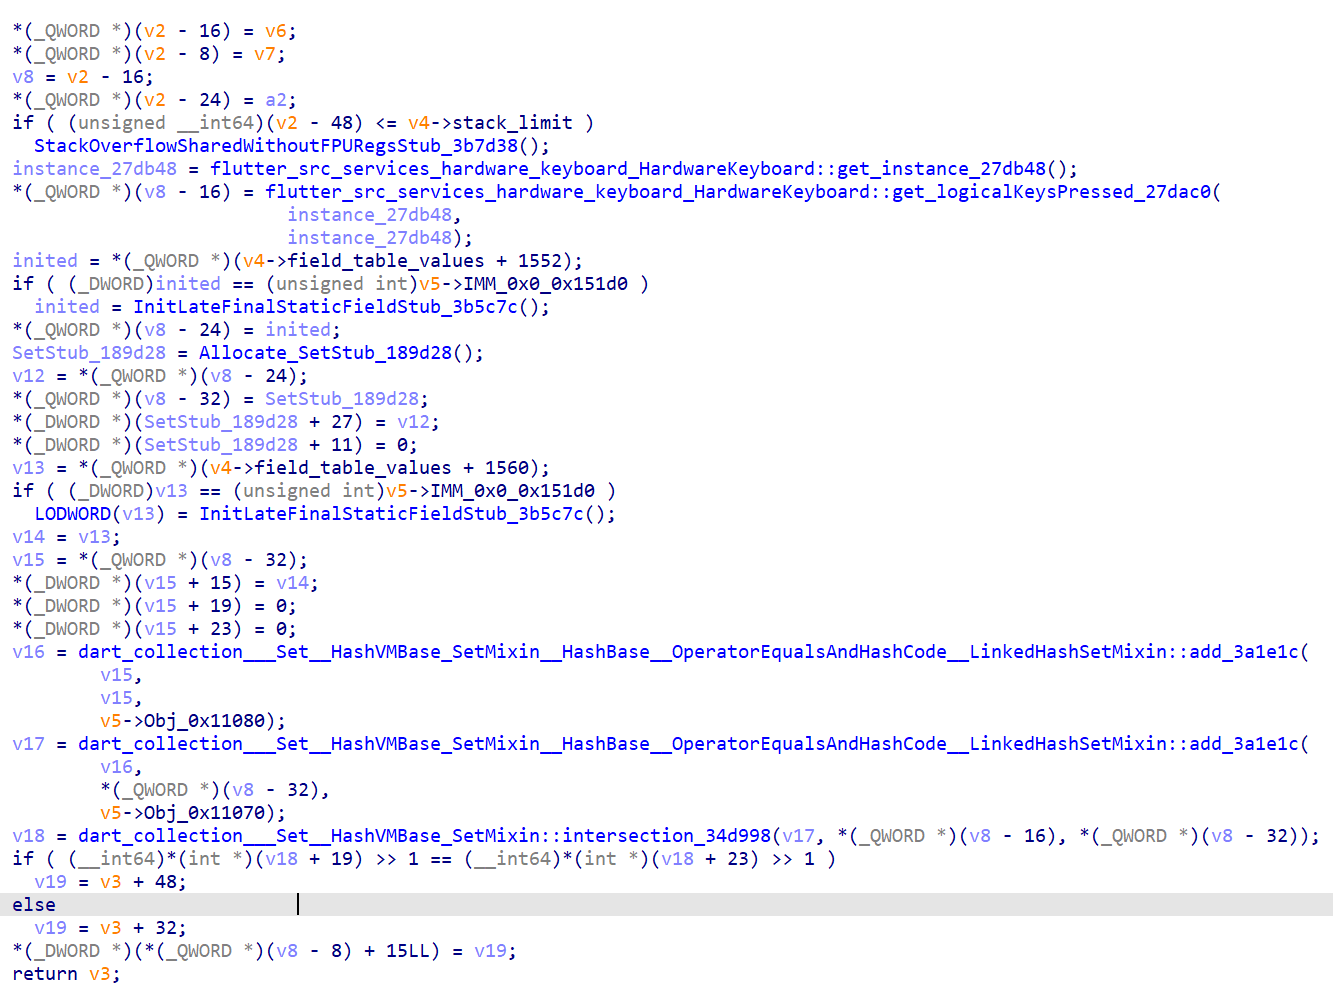 *(_QWORD *)(v2 - 16) = v6;
*(_QWORD *)(v2 - 8) = v7;
v8 = v2 - 16;
*(_QWORD *)(v2 - 24) = a2;
if ( (unsigned __int64)(v2 - 48) <= v4->stack_limit )
  StackOverflowSharedWithoutFPURegsStub_3b7d38();
instance_27db48 = flutter_src_services_hardware_keyboard_HardwareKeyboard::get_instance_27db48();
*(_QWORD *)(v8 - 16) = flutter_src_services_hardware_keyboard_HardwareKeyboard::get_logicalKeysPressed_27dac0(
                         instance_27db48,
                         instance_27db48);
inited = *(_QWORD *)(v4->field_table_values + 1552);
if ( (_DWORD)inited == (unsigned int)v5->IMM_0x0_0x151d0 )
  inited = InitLateFinalStaticFieldStub_3b5c7c();
*(_QWORD *)(v8 - 24) = inited;
SetStub_189d28 = Allocate_SetStub_189d28();
v12 = *(_QWORD *)(v8 - 24);
*(_QWORD *)(v8 - 32) = SetStub_189d28;
*(_DWORD *)(SetStub_189d28 + 27) = v12;
*(_DWORD *)(SetStub_189d28 + 11) = 0;
v13 = *(_QWORD *)(v4->field_table_values + 1560);
if ( (_DWORD)v13 == (unsigned int)v5->IMM_0x0_0x151d0 )
  LODWORD(v13) = InitLateFinalStaticFieldStub_3b5c7c();
v14 = v13;
v15 = *(_QWORD *)(v8 - 32);
*(_DWORD *)(v15 + 15) = v14;
*(_DWORD *)(v15 + 19) = 0;
*(_DWORD *)(v15 + 23) = 0;
v16 = dart_collection___Set__HashVMBase_SetMixin__HashBase__OperatorEqualsAndHashCode__LinkedHashSetMixin::add_3a1e1c(
        v15,
        v15,
        v5->Obj_0x11080);
v17 = dart_collection___Set__HashVMBase_SetMixin__HashBase__OperatorEqualsAndHashCode__LinkedHashSetMixin::add_3a1e1c(
        v16,
        *(_QWORD *)(v8 - 32),
        v5->Obj_0x11070);
v18 = dart_collection___Set__HashVMBase_SetMixin::intersection_34d998(v17, *(_QWORD *)(v8 - 16), *(_QWORD *)(v8 - 32));
if ( (__int64)*(int *)(v18 + 19) >> 1 == (__int64)*(int *)(v18 + 23) >> 1 )
  v19 = v3 + 48;
else
  v19 = v3 + 32;
*(_DWORD *)(*(_QWORD *)(v8 - 8) + 15LL) = v19;
return v3;